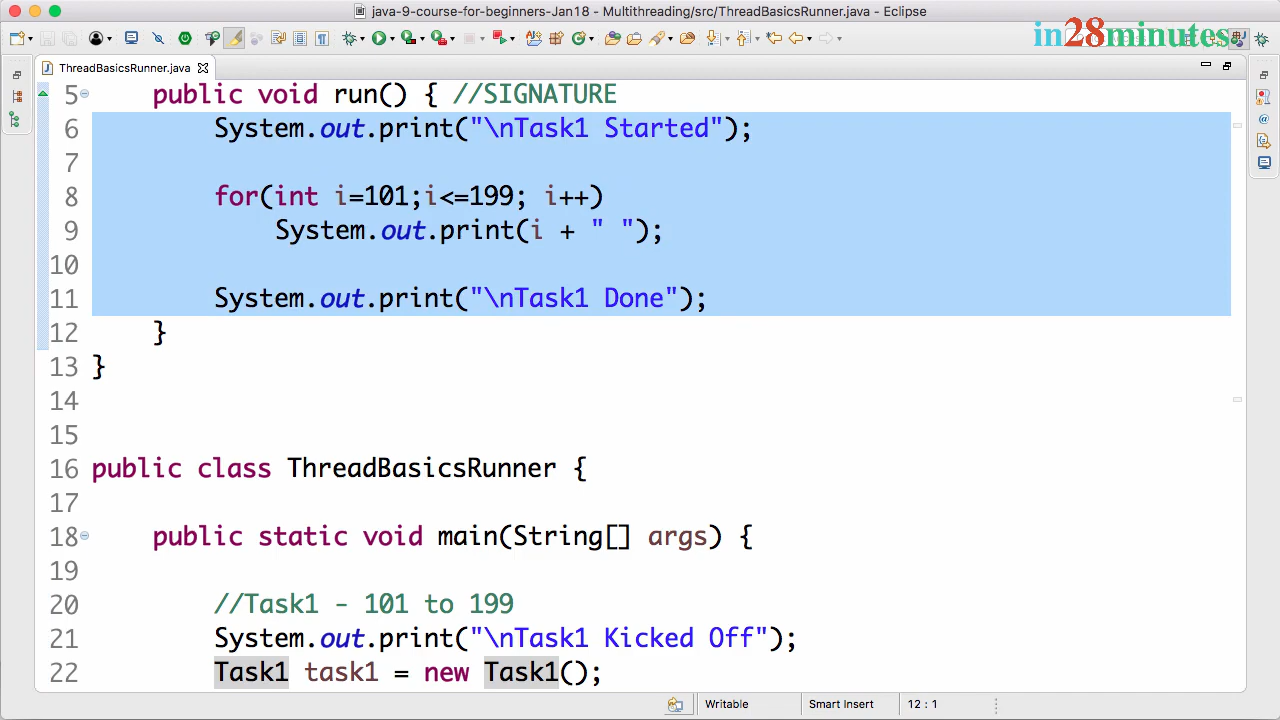 java-9-course-for-beginners-Jan18 - Multithreading/src/ThreadBasicsRunner.java - Eclipse
in28minutes
ThreadBasicsRunner.java
5 public void run() { //SIGNATURE
6 System.out.print("\nTask1 Started");
7
8 for(int i=101;i<=199; i++)
9 System.out.print(i + " ");
10
11 System.out.print("\nTask1 Done");
12 }
13 }
14
15
16 public class ThreadBasicsRunner {
17
18 public static void main(String[] args) {
19
20 //Task1 - 101 to 199
21 System.out.print("\nTask1 Kicked Off");
22 Task1 task1 = new Task1();
Writable Smart Insert 12 : 1